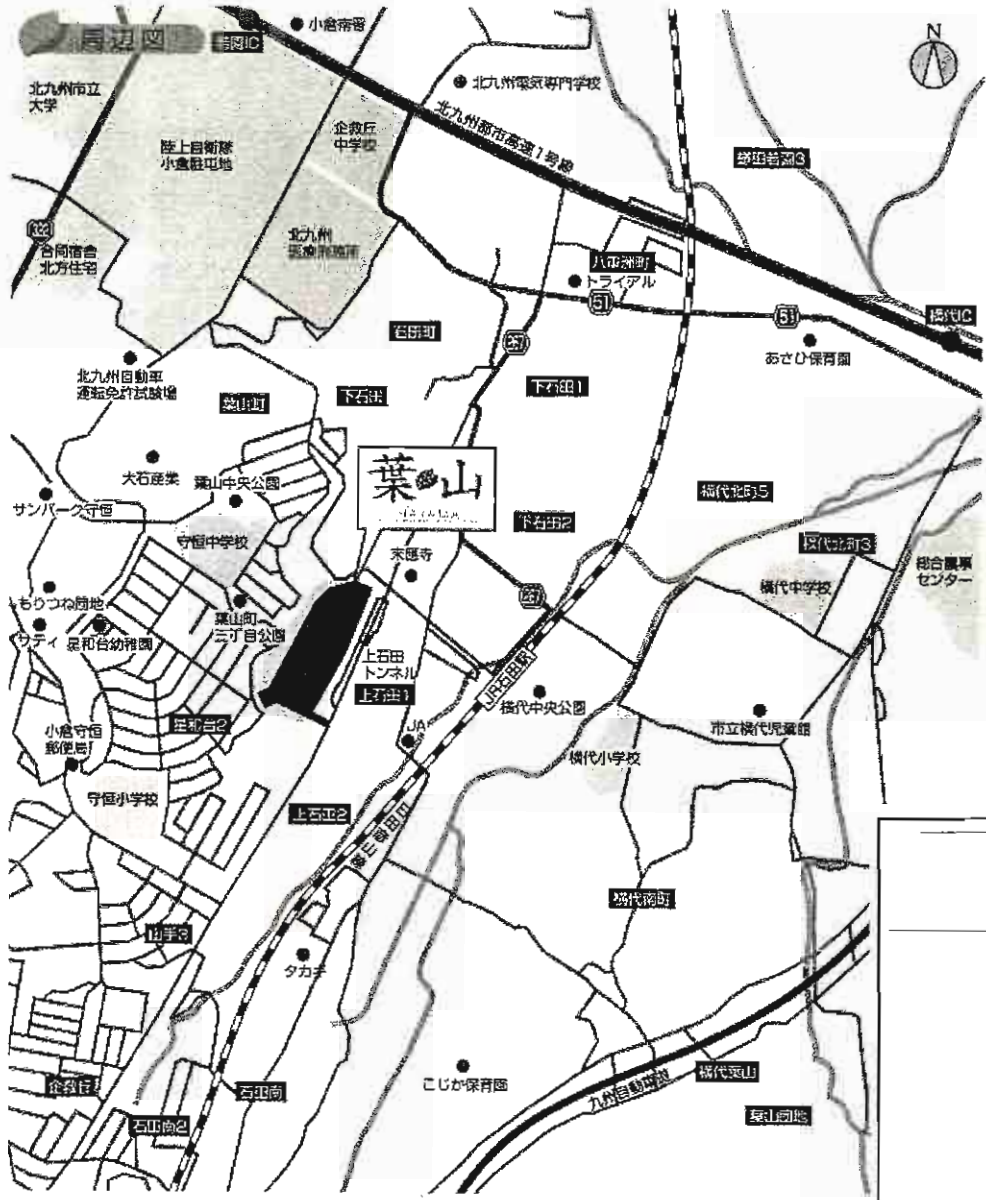 周辺図
N
小倉南署
若園IC
北九州市立
大学
北九州電気専門学校
企救丘
中学校
陸上自衛隊
小倉駐屯地
北九州都市高速1号線
北九州
医療刑務所
合同宿舎
北方住宅
八重洲町
トライアル
51
51
横代IC
あさひ保育園
北九州自動車
運転免許試験場
葉山町
下石田
下石田1
大石産業
葉山中央公園
葉山
サンパーク守恒
守恒中学校
下石田2
末應寺
横代北町5
横代北町3
総合農事
センター
横代中学校
もりつね団地
サティ
星和台幼稚園
葉山町
三丁目公園
上石田
トンネル
上石田1
JR石田駅
横代中央公園
星和台2
小倉守恒
郵便局
JA
市立横代児童館
横代小学校
守恒小学校
上石田2
横代南町
山手3
タカキ
こじか保育園
九州自動車道
横代葉山
葉山団地
企救丘
石田南
石田南2